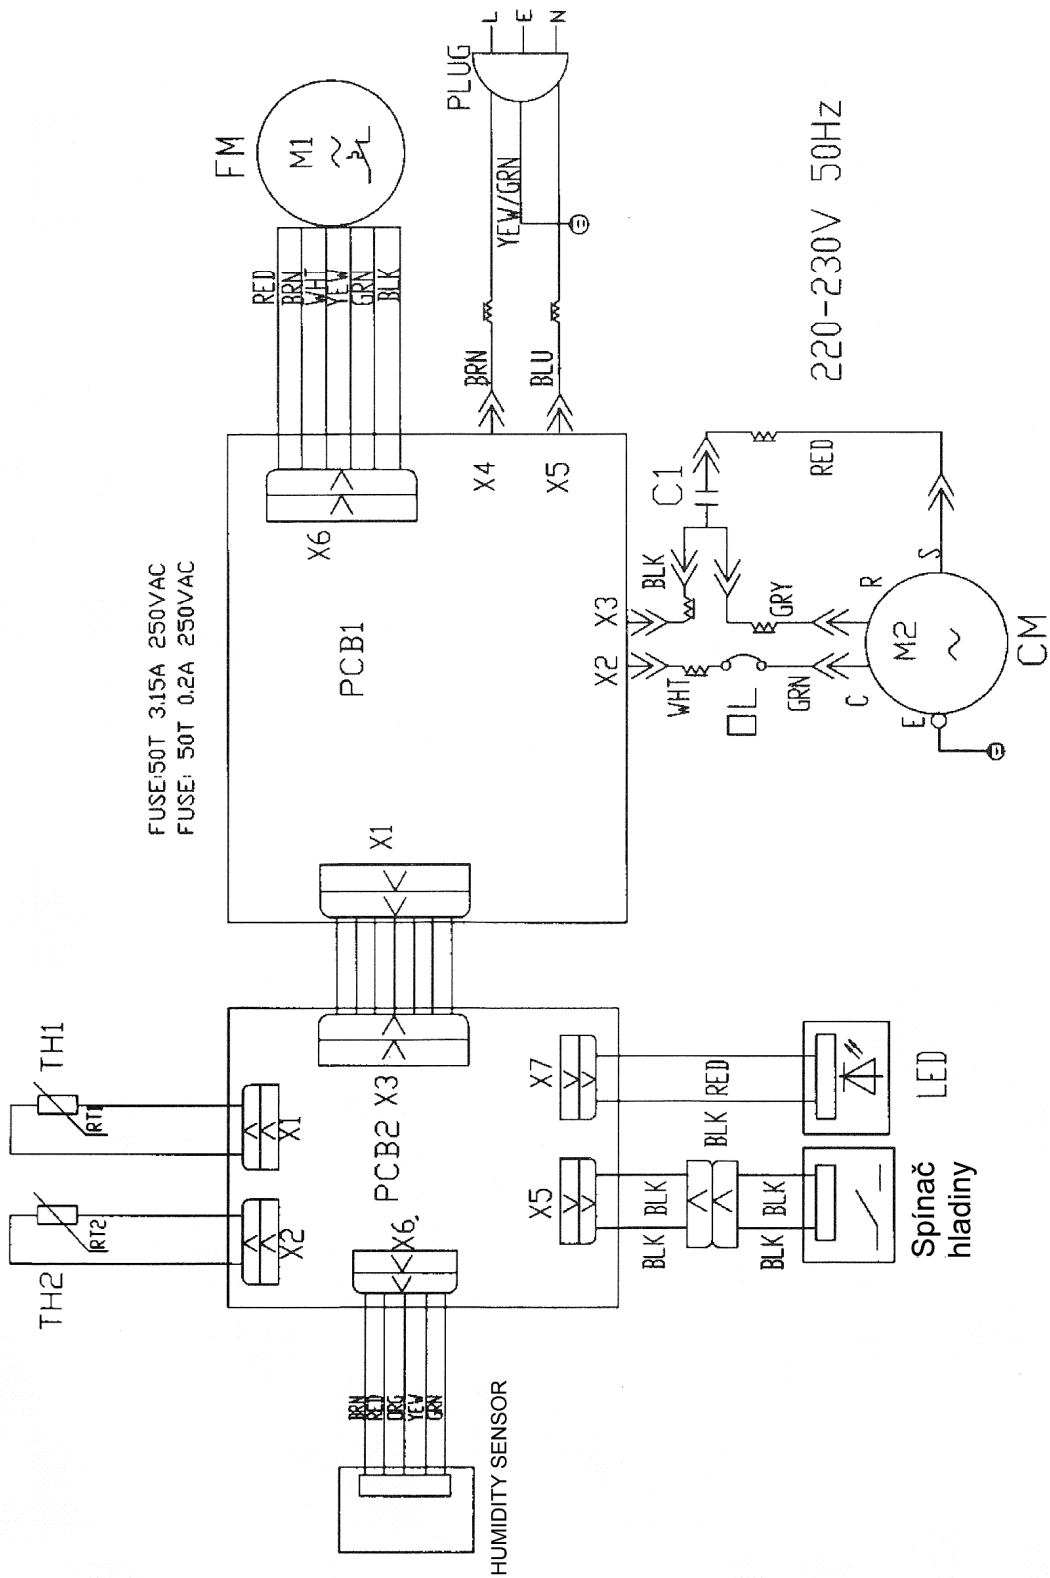 FUSE:50T 3.15A 250VAC
FUSE: 50T 0.2A 250VAC
TH2
RT2
X2
TH1
RT1
X1
HUMIDITY SENSOR
BRN
RED
ORG
YEW
GRN
X6.
PCB2
X3
X5
BLK
BLK
BLK
BLK
Spínač
hladiny
X7
BLK
RED
LED
X1
PCB1
X6
RED
BRN
WHT
YEW
GRN
BLK
FM
M1
X4
X5
BRN
BLU
YEW/GRN
PLUG
L
E
N
X2
X3
WHT
OL
GRN
BLK
GRY
C1
RED
C
R
S
E
M2
CM
220-230V 50Hz